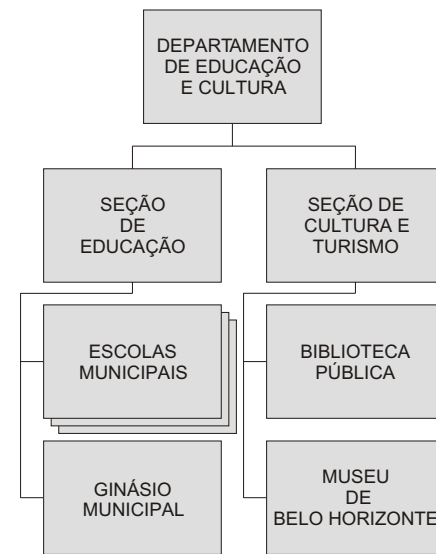 DEPARTAMENTO
DE EDUCAÇÃO
E CULTURA
SEÇÃO
DE
EDUCAÇÃO
SEÇÃO DE
CULTURA E
TURISMO
ESCOLAS
MUNICIPAIS
BIBLIOTECA
PÚBLICA
GINÁSIO
MUNICIPAL
MUSEU
DE
BELO HORIZONTE